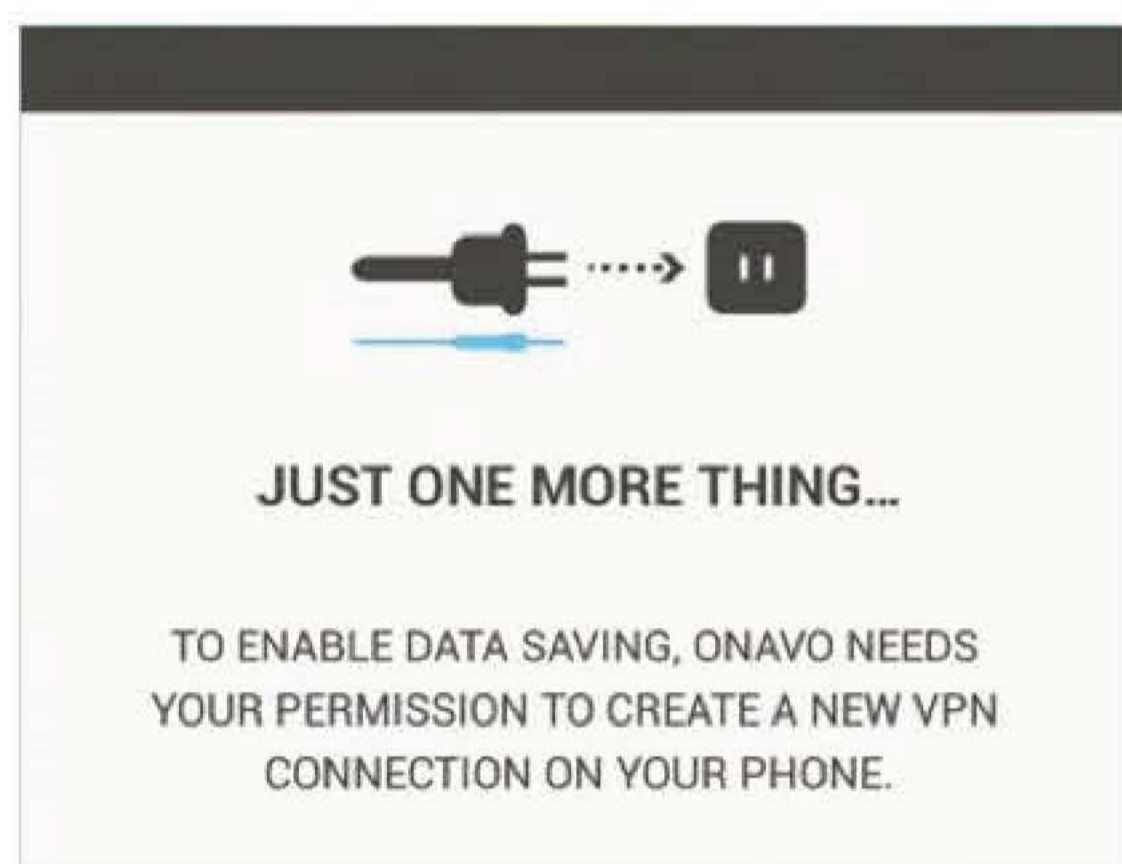 JUST ONE MORE THING...
TO ENABLE DATA SAVING, ONAVO NEEDS
YOUR PERMISSION TO CREATE A NEW VPN
CONNECTION ON YOUR PHONE.